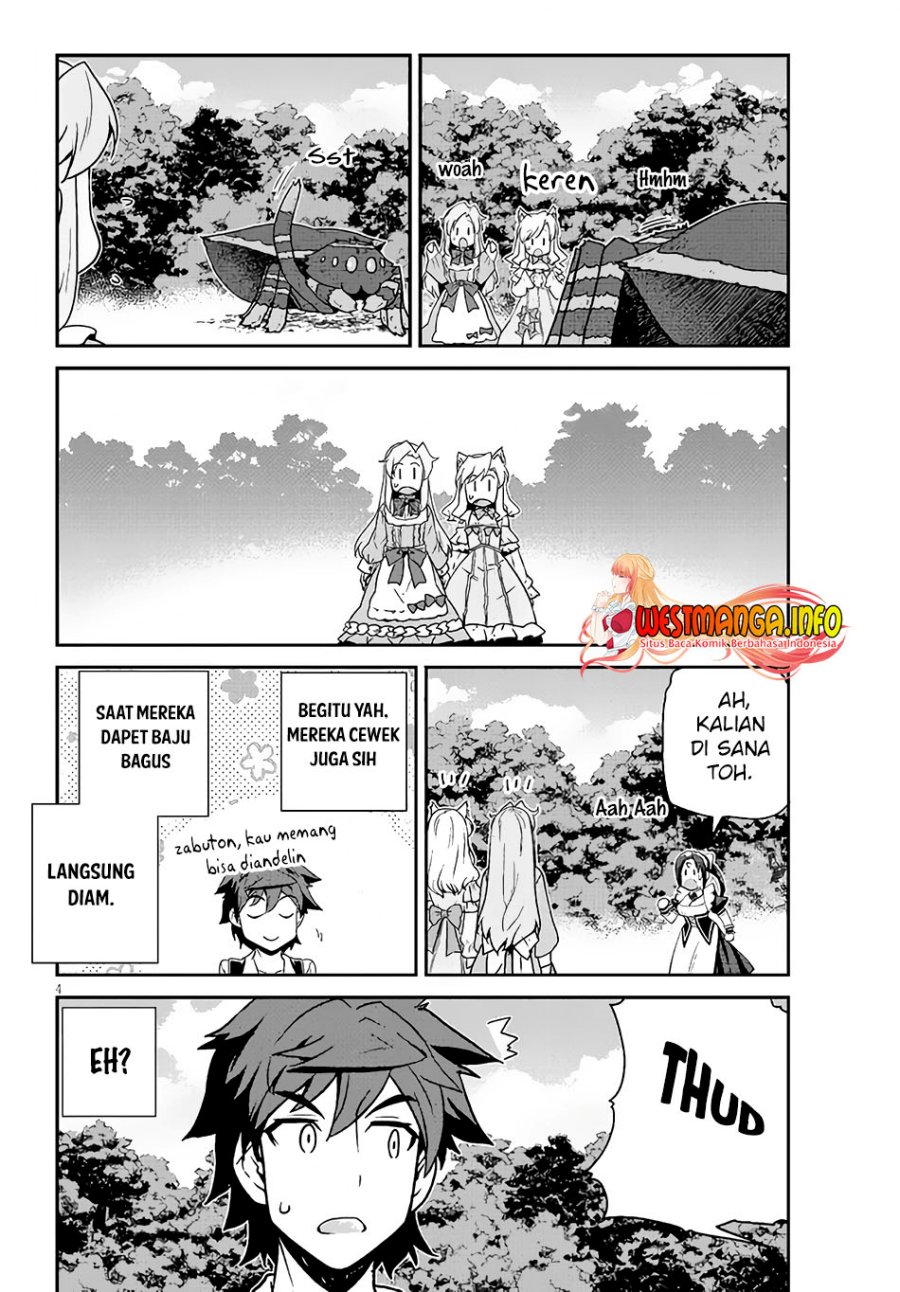 woah
keren
Hmhm
Sst
WESTMANGA.INFO
Situs Baca Komik Berbahasa Indonesia
AH,
KALIAN
DI SANA
TOH.
Aah Aah
BEGITU YAH,
MEREKA CEWEK
JUGA SIH
SAAT MEREKA
DAPET BAJU
BAGUS
LANGSUNG
DIAM.
zabuton, kau memang
bisa diandelin
4
THUD
EH?